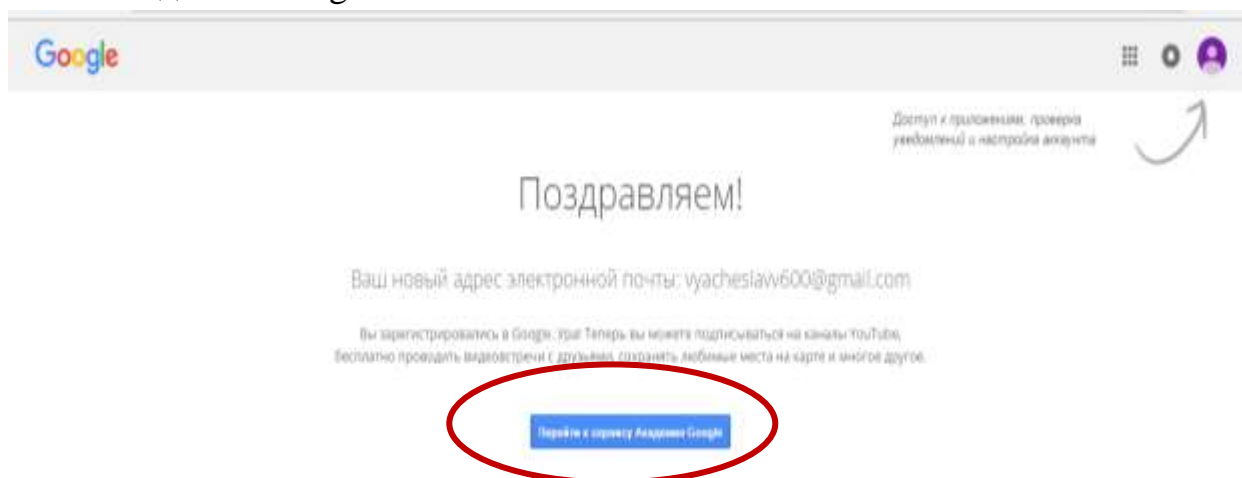 Google
Доступ к приложениям, проверка
уведомлений и настройка аккаунта
Поздравляем!
Ваш новый адрес электронной почты: vyacheslavv600@gmail.com
Вы зарегистрировались в Google. Ура! Теперь вы можете подписываться на каналы YouTube,
бесплатно проводить видеовстречи с друзьями, сохранять любимые места на карте и многое другое.
Перейти к сервису Академия Google